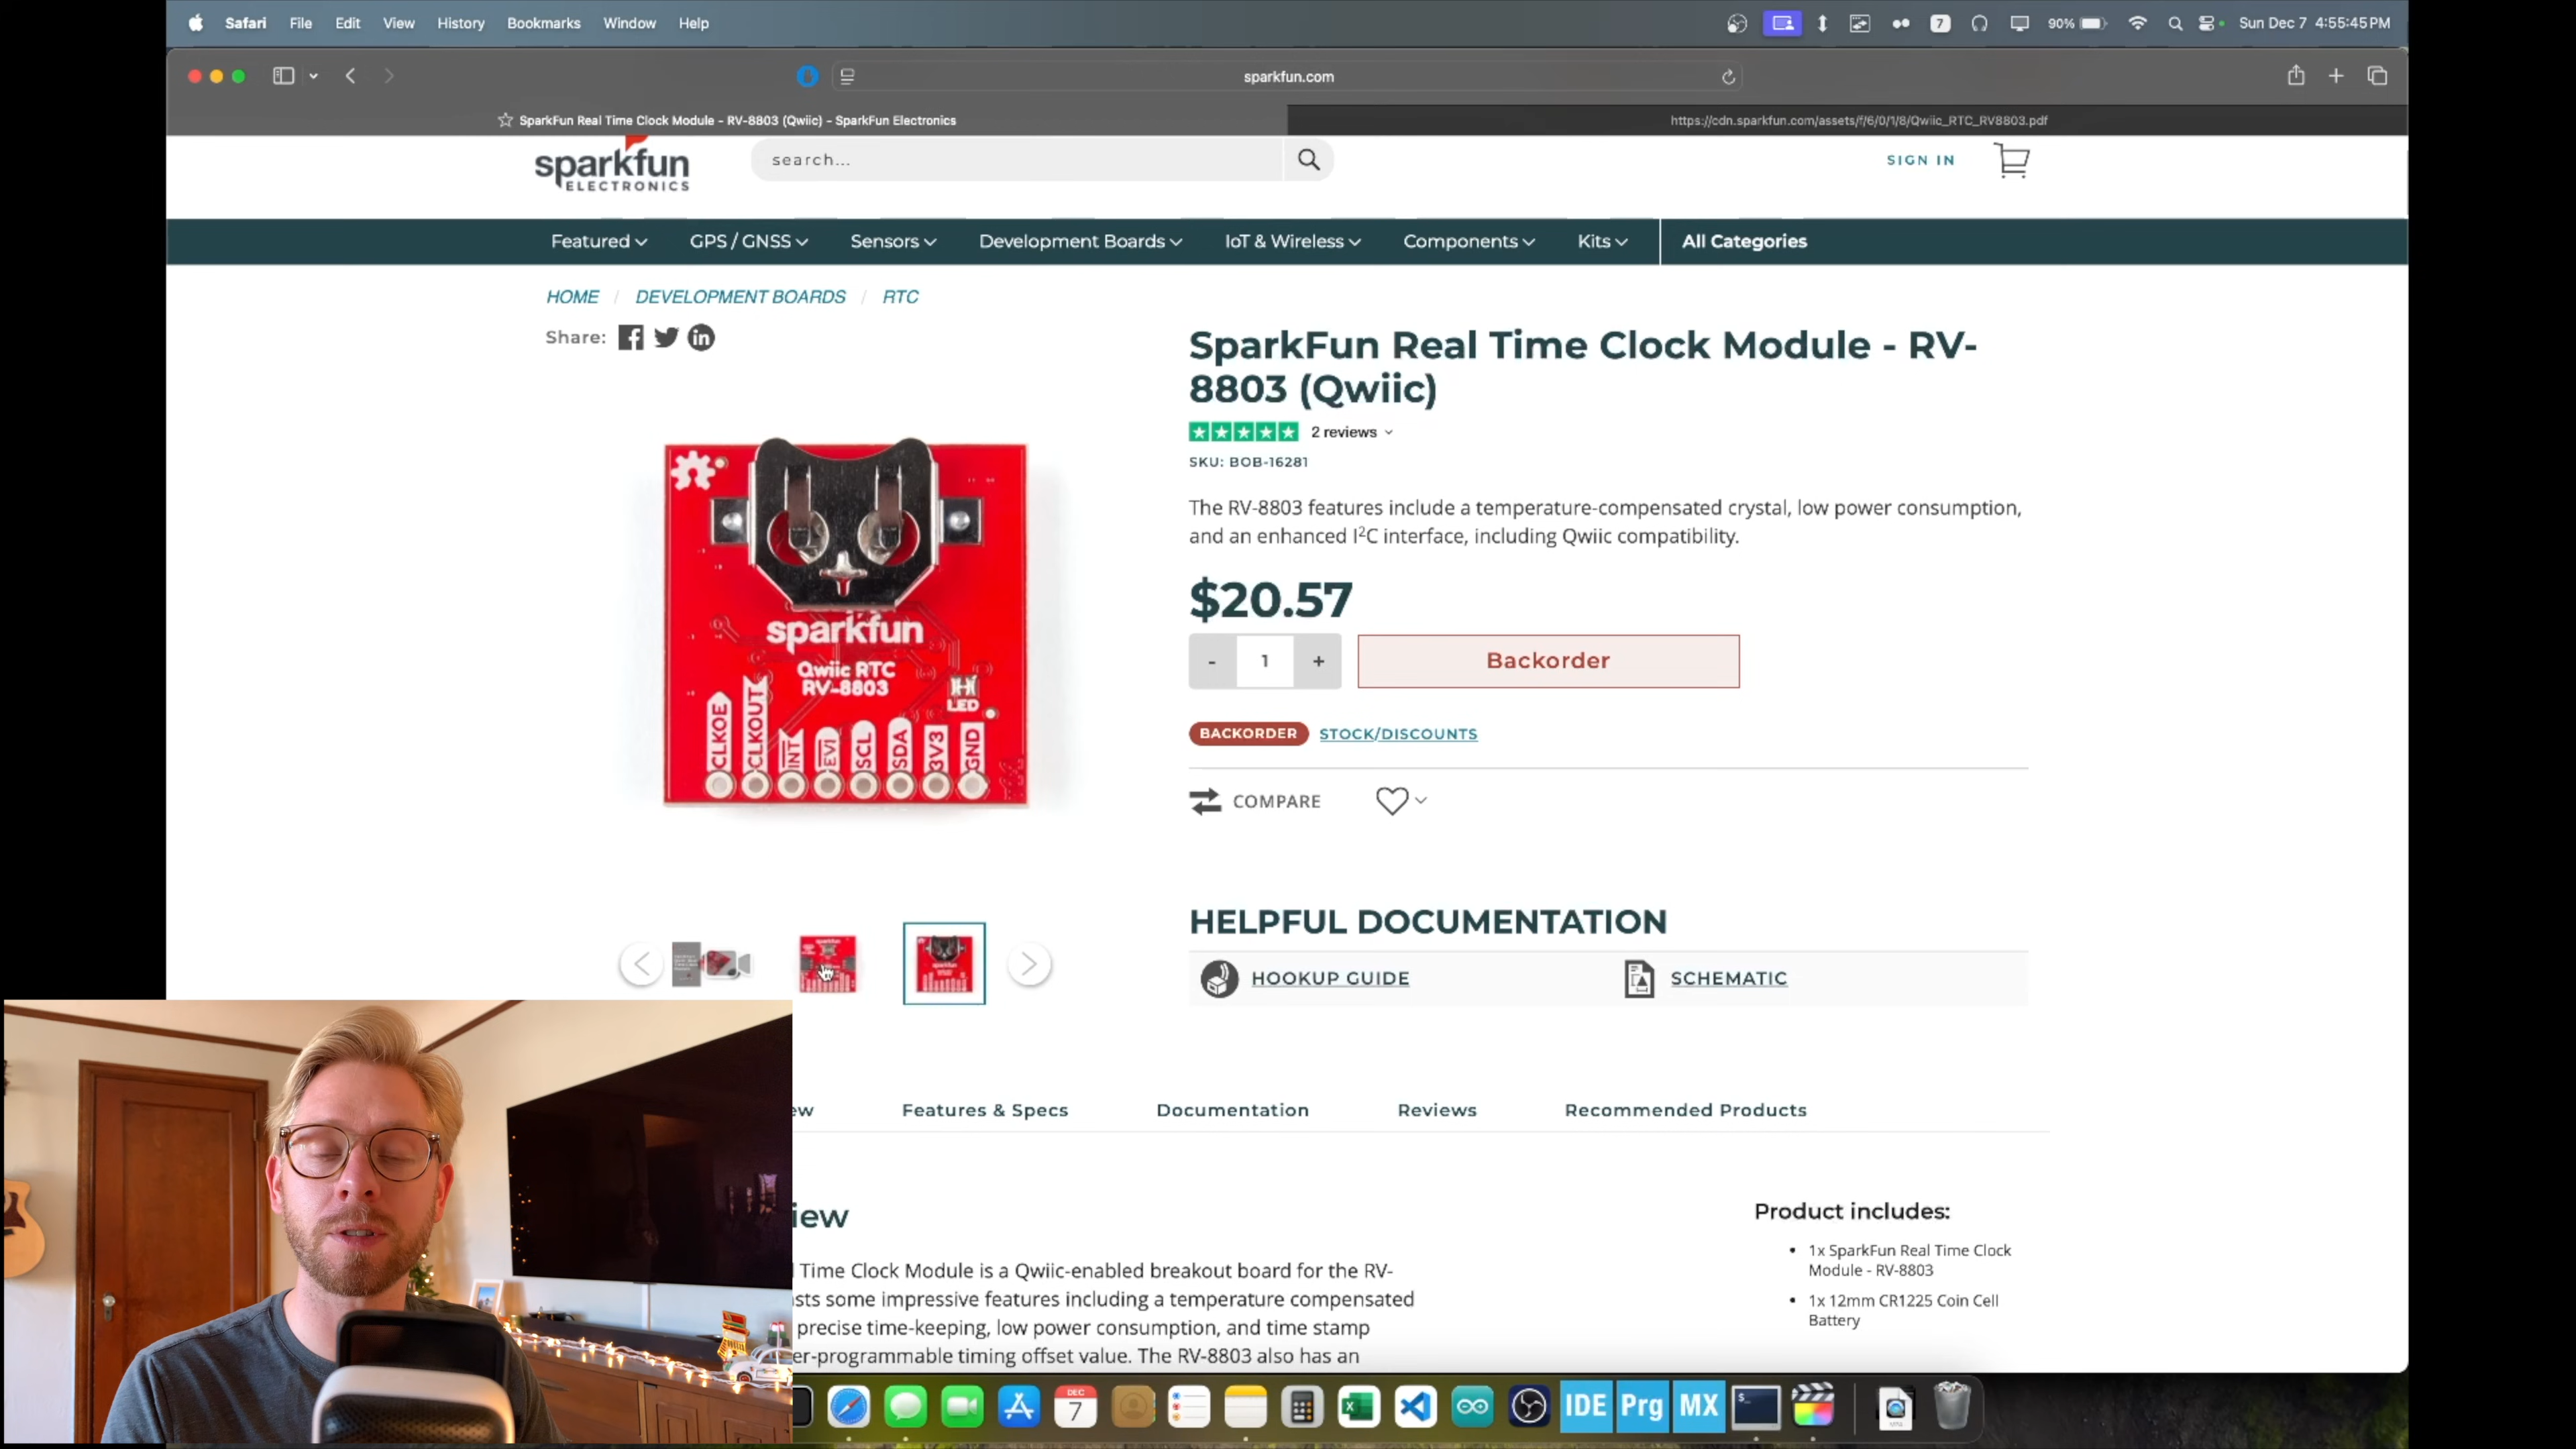 Safari File Edit View History Bookmarks Window Help
7 90% Sun Dec 7 4:55:45 PM
sparkfun.com
SparkFun Real Time Clock Module - RV-8803 (Qwiic) – SparkFun Electronics
https://cdn.sparkfun.com/assets/f/6/0/1/8/Qwiic_RTC_RV8803.pdf
sparkfun
ELECTRONICS
search...
SIGN IN
Featured GPS / GNSS Sensors Development Boards IoT & Wireless Components Kits All Categories
HOME / DEVELOPMENT BOARDS / RTC
Share:
SparkFun Real Time Clock Module - RV-
8803 (Qwiic)
2 reviews
SKU: BOB-16281
The RV-8803 features include a temperature-compensated crystal, low power consumption,
and an enhanced I²C interface, including Qwiic compatibility.
$20.57
- 1 + Backorder
BACKORDER STOCK/DISCOUNTS
COMPARE
sparkfun
Qwiic RTC
RV-8803
LED
CLKOE
CLKOUT
INT
EVI
SCL
SDA
3V3
GND
HELPFUL DOCUMENTATION
HOOKUP GUIDE SCHEMATIC
ew Features & Specs Documentation Reviews Recommended Products
iew
Time Clock Module is a Qwiic-enabled breakout board for the RV-
sts some impressive features including a temperature compensated
precise time-keeping, low power consumption, and time stamp
er-programmable timing offset value. The RV-8803 also has an
Product includes:
• 1x SparkFun Real Time Clock
Module - RV-8803
• 1x 12mm CR1225 Coin Cell
Battery
DEC
7
IDE Prg MX